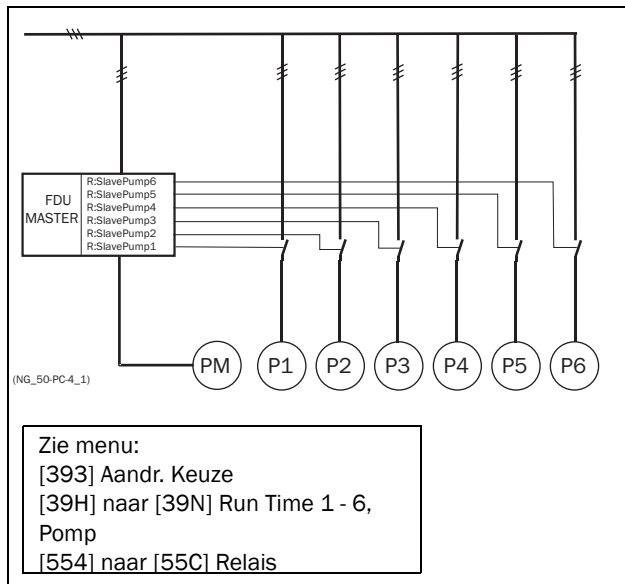 FDU
MASTER
R:SlavePump6
R:SlavePump5
R:SlavePump4
R:SlavePump3
R:SlavePump2
R:SlavePump1
PM
P1
P2
P3
P4
P5
P6
(NG_50-PC-4_1)
Zie menu:
[393] Aandr. Keuze
[39H] naar [39N] Run Time 1 - 6,
Pomp
[554] naar [55C] Relais